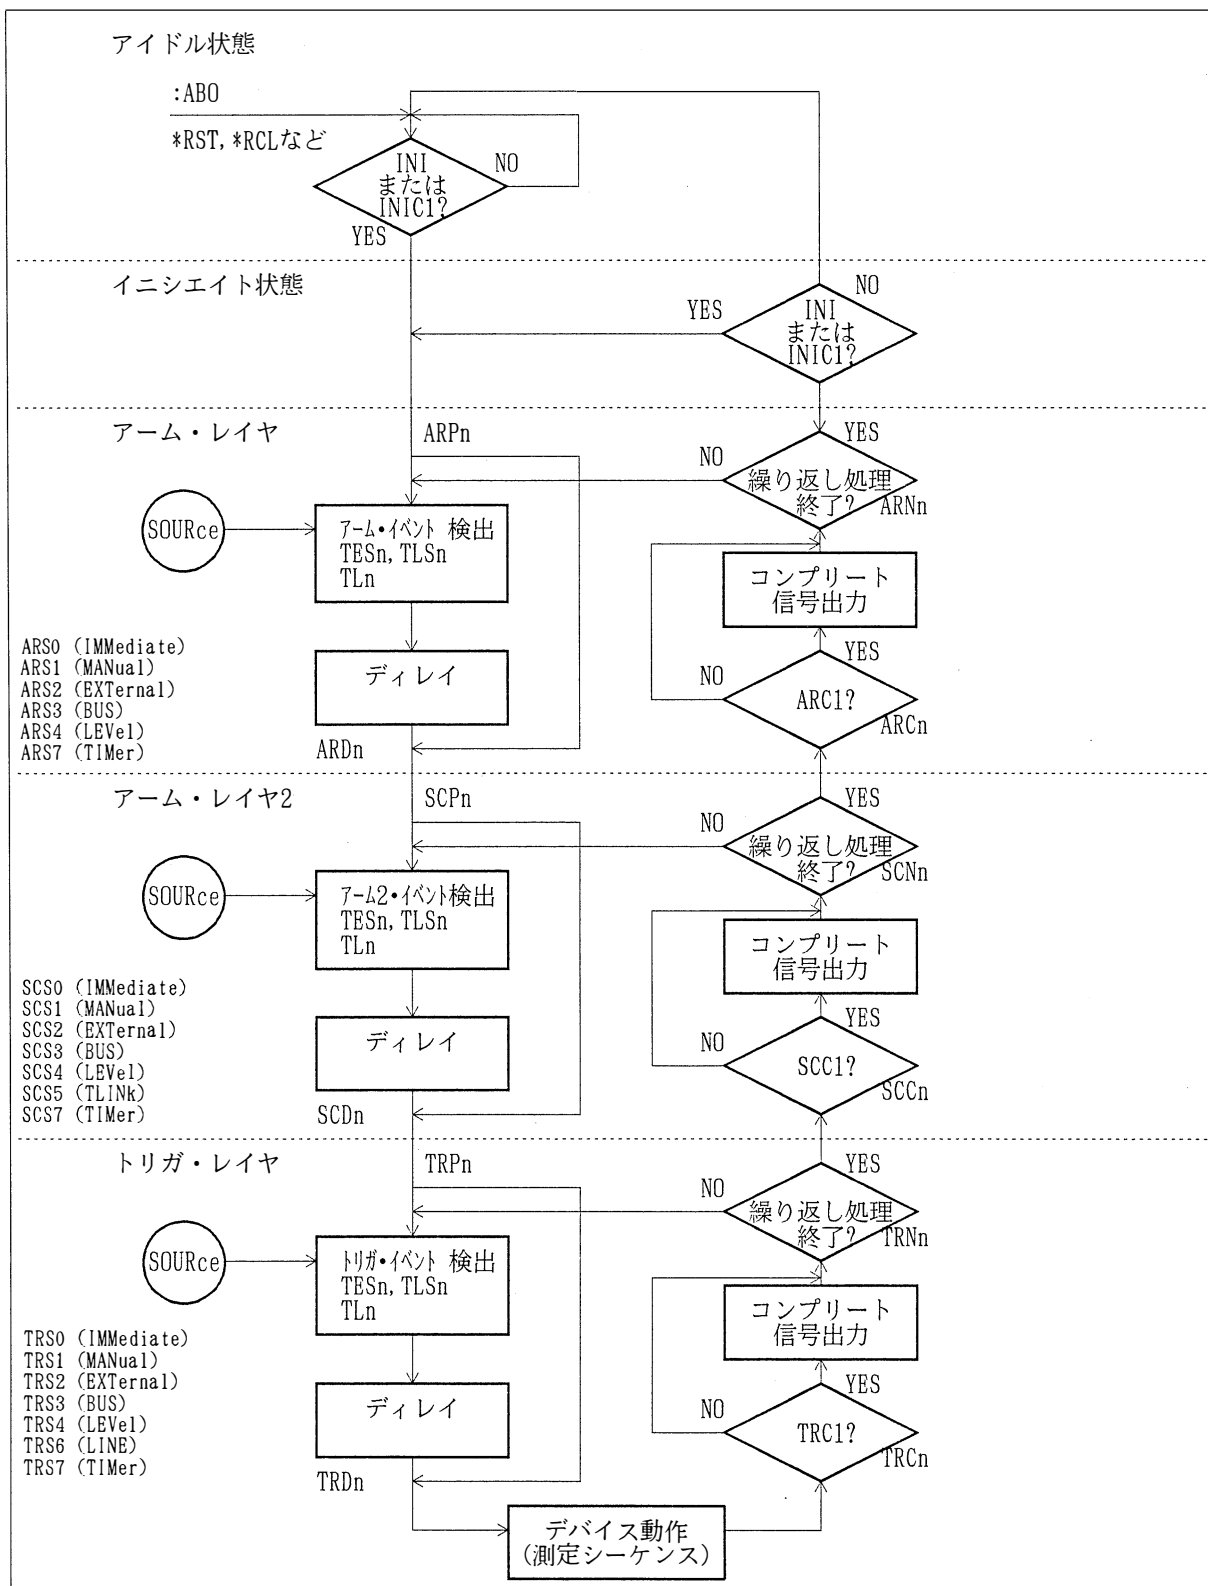 アイドル状態
:ABO
*RST,*RCLなど
INI
または
INIC1?
NO
YES
イニシエイト状態
YES
INI
または
INIC1?
NO
アーム・レイヤ
ARPn
NO
YES
繰り返し処理
終了?
ARNn
SOURce
アーム・イベント 検出
TESn,TLSn
TLn
コンプリート
信号出力
ARS0 (IMMediate)
ARS1 (MANual)
ARS2 (EXTernal)
ARS3 (BUS)
ARS4 (LEVel)
ARS7 (TIMer)
ディレイ
ARDn
NO
YES
ARC1?
ARCn
アーム・レイヤ2
SCPn
NO
YES
繰り返し処理
終了?
SCNn
SOURce
アーム2・イベント検出
TESn,TLSn
TLn
コンプリート
信号出力
SCS0 (IMMediate)
SCS1 (MANual)
SCS2 (EXTernal)
SCS3 (BUS)
SCS4 (LEVel)
SCS5 (TLINk)
SCS7 (TIMer)
ディレイ
SCDn
NO
YES
SCC1?
SCCn
トリガ・レイヤ
TRPn
NO
YES
繰り返し処理
終了?
TRNn
SOURce
トリガ・イベント 検出
TESn,TLSn
TLn
コンプリート
信号出力
TRS0 (IMMediate)
TRS1 (MANual)
TRS2 (EXTernal)
TRS3 (BUS)
TRS4 (LEVel)
TRS6 (LINE)
TRS7 (TIMer)
ディレイ
TRDn
NO
YES
TRC1?
TRCn
デバイス動作
(測定シーケンス)